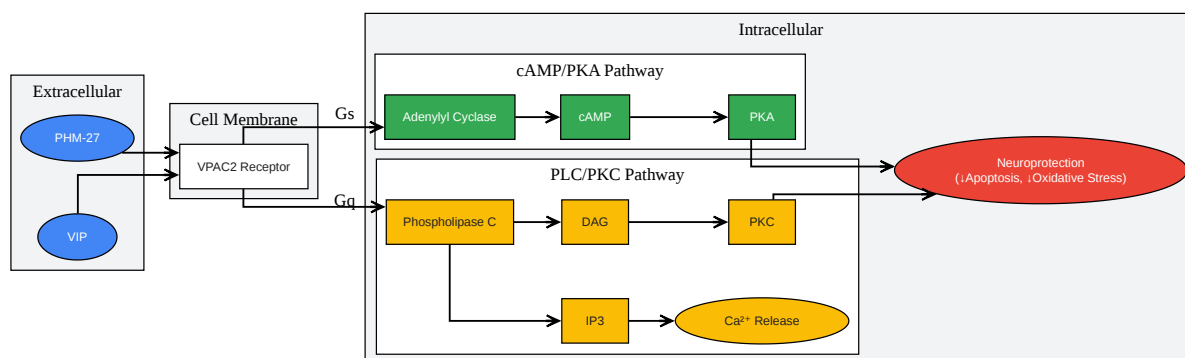 Intracellular
cAMP/PKA Pathway
Extracellular
Cell Membrane
Gs
Adenylyl Cyclase
cAMP
PKA
PHM-27
VPAC2 Receptor
Neuroprotection
(↓Apoptosis, ↓Oxidative Stress)
PLC/PKC Pathway
Gq
Phospholipase C
DAG
PKC
VIP
IP3
Ca²⁺ Release